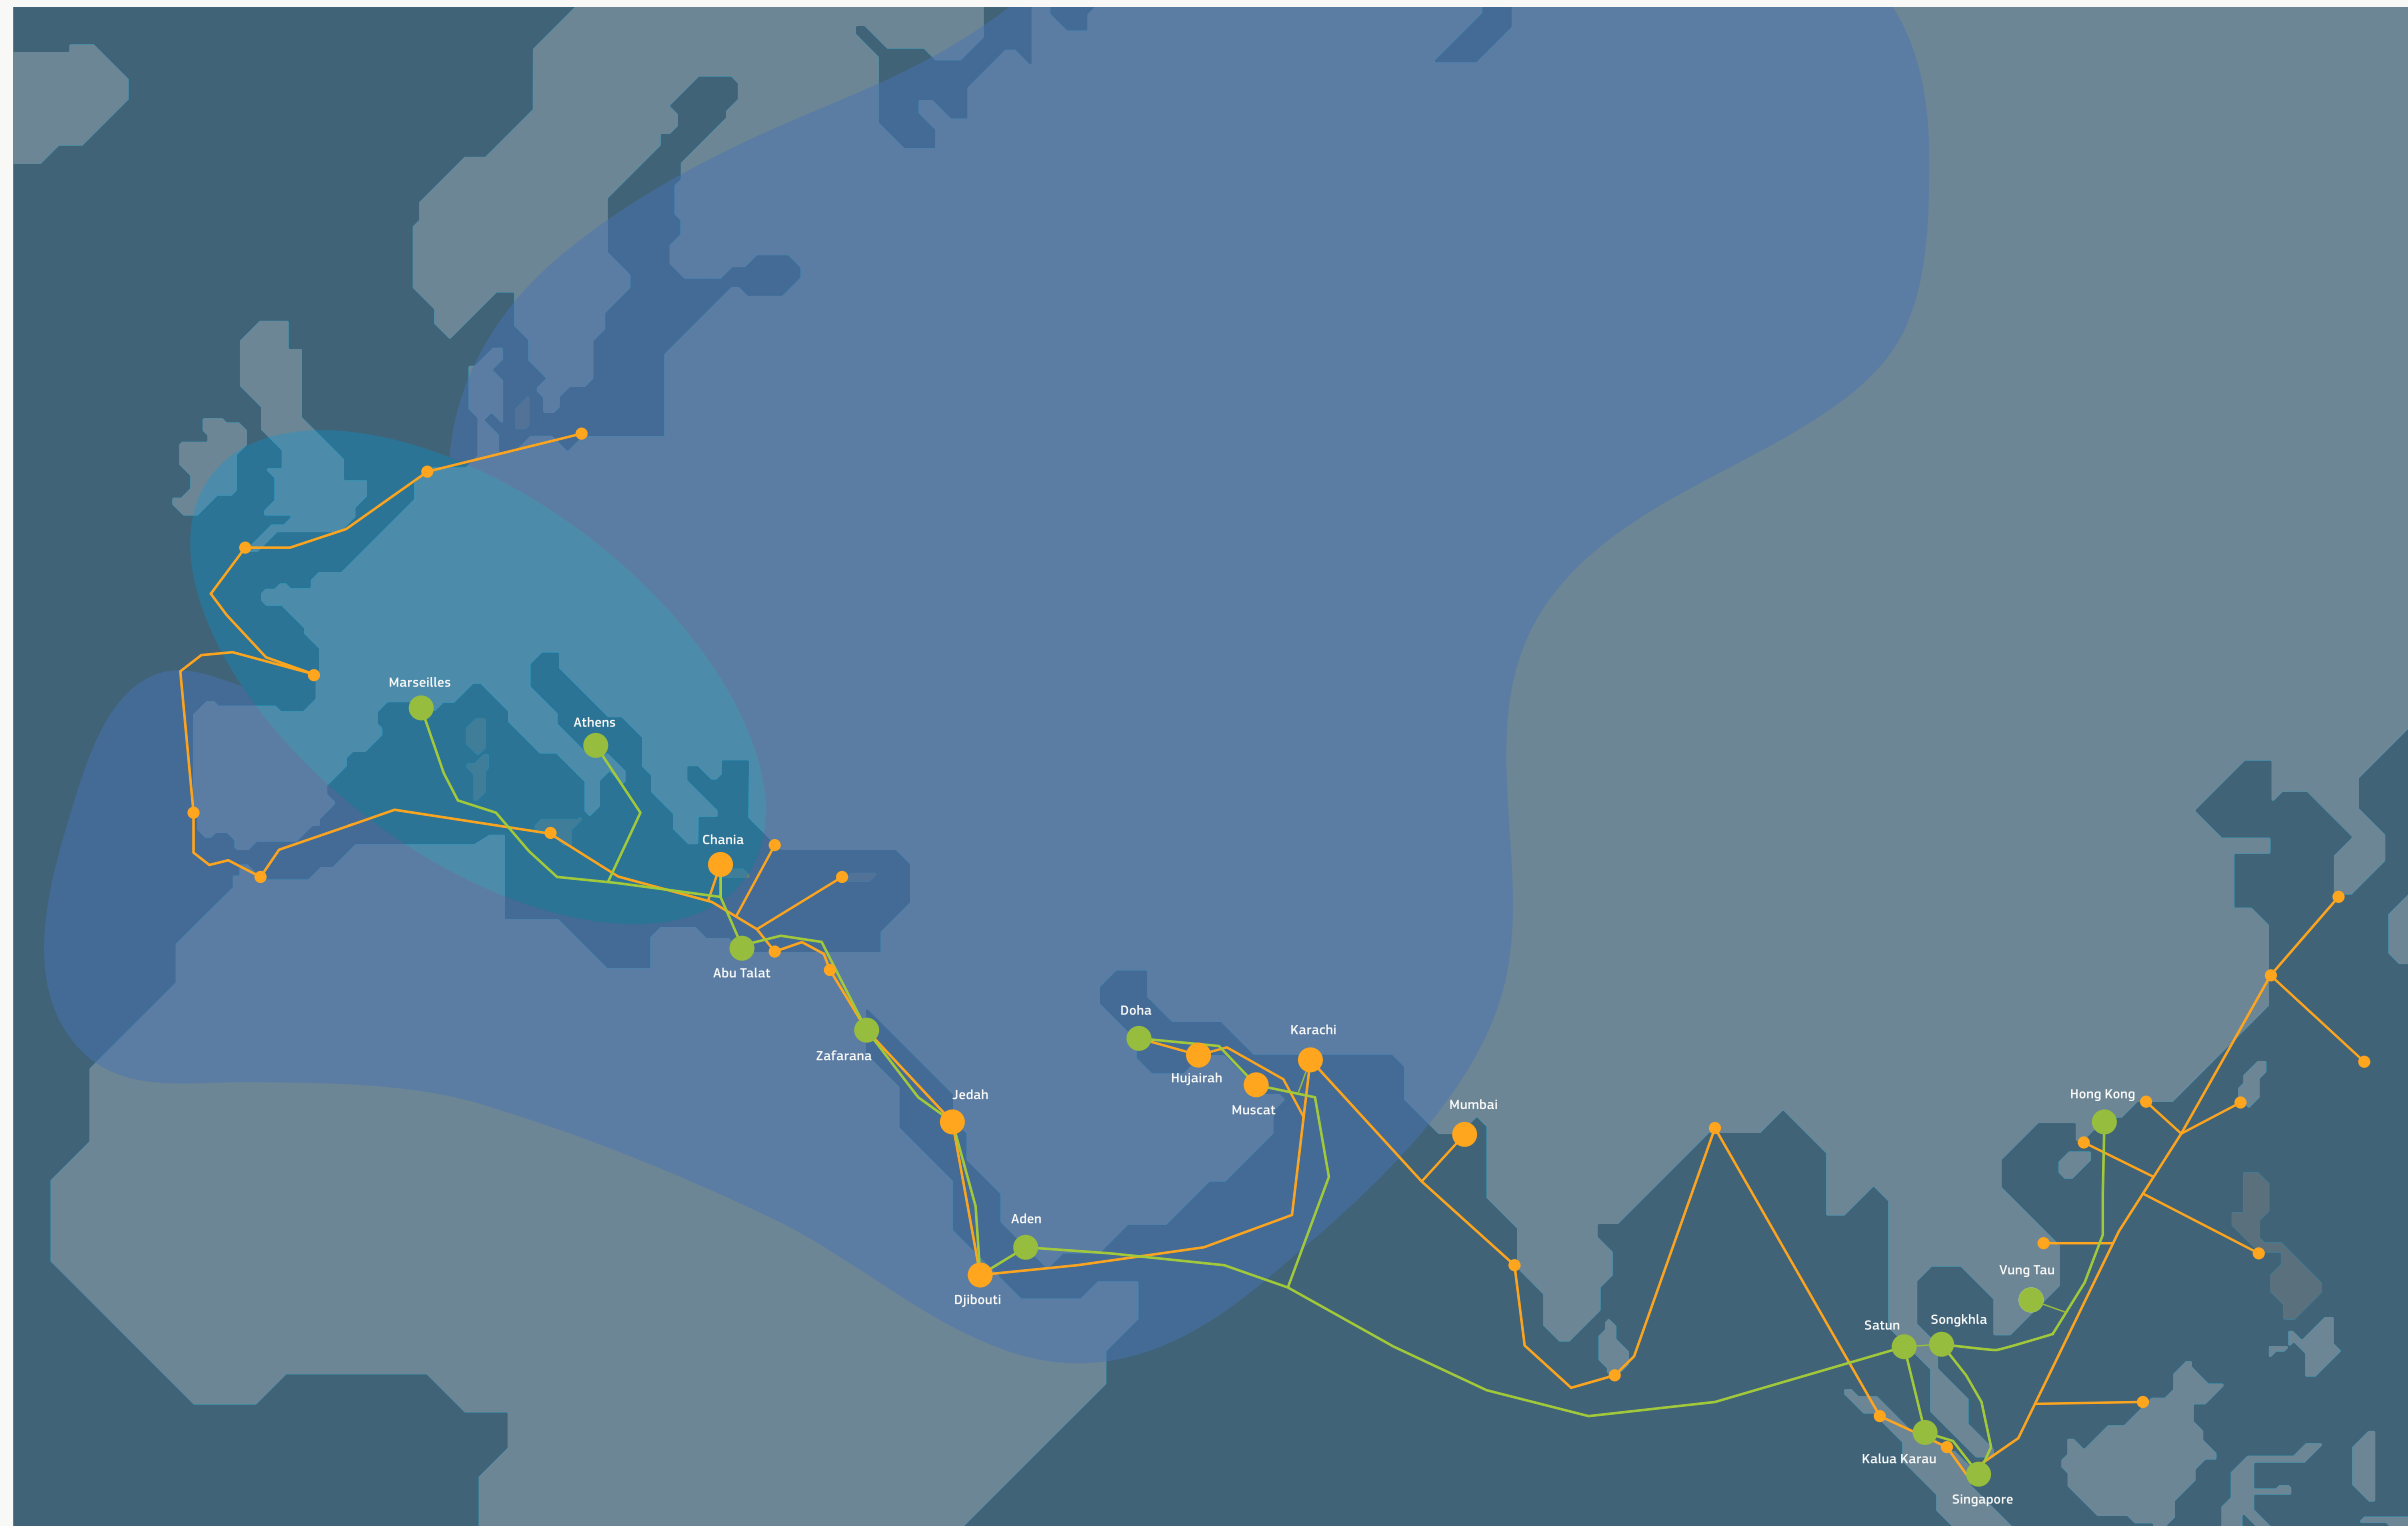 Marseilles
Athens
Chania
Abu Talat
Doha
Karachi
Zafarana
Hujairah
Jedah
Muscat
Mumbai
Hong Kong
Aden
Djibouti
Vung Tau
Satun
Songkhla
Kalua Karau
Singapore